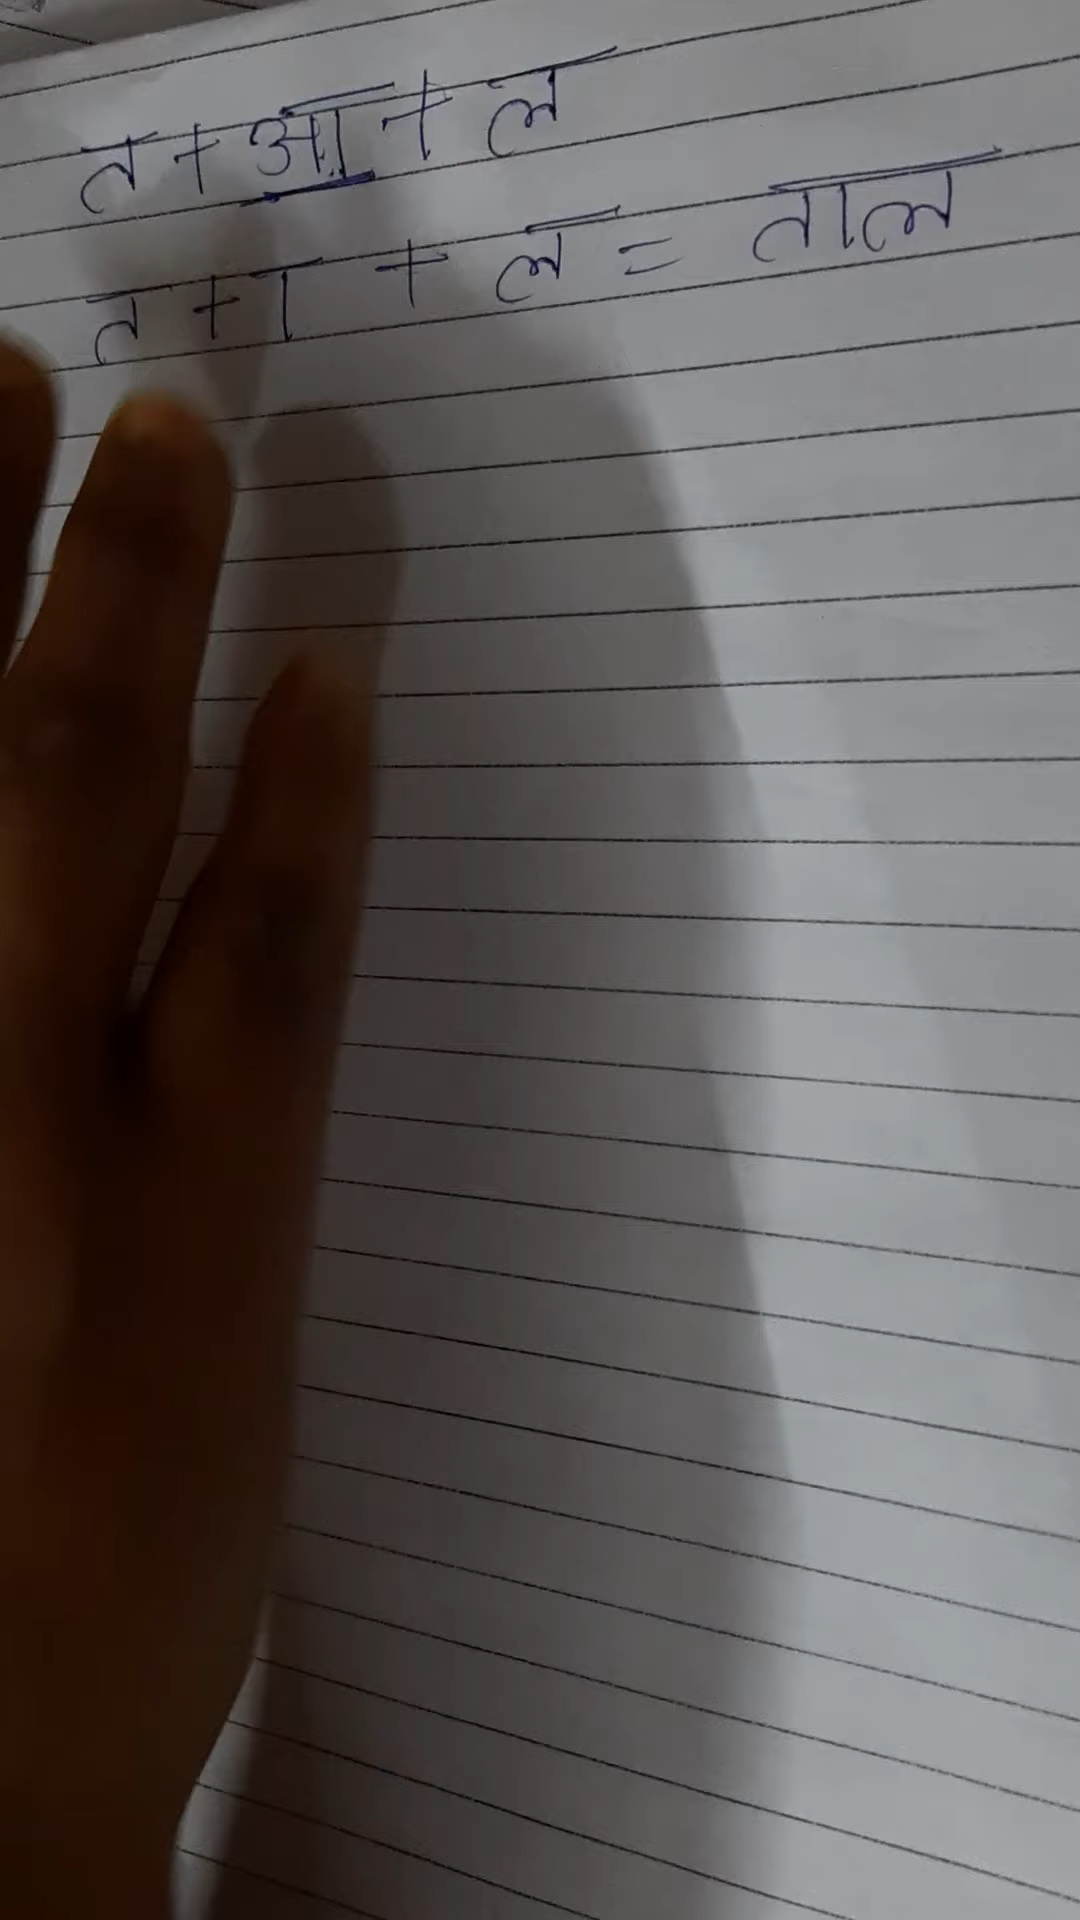 त + आ + ल
त + ा + ल = ताल